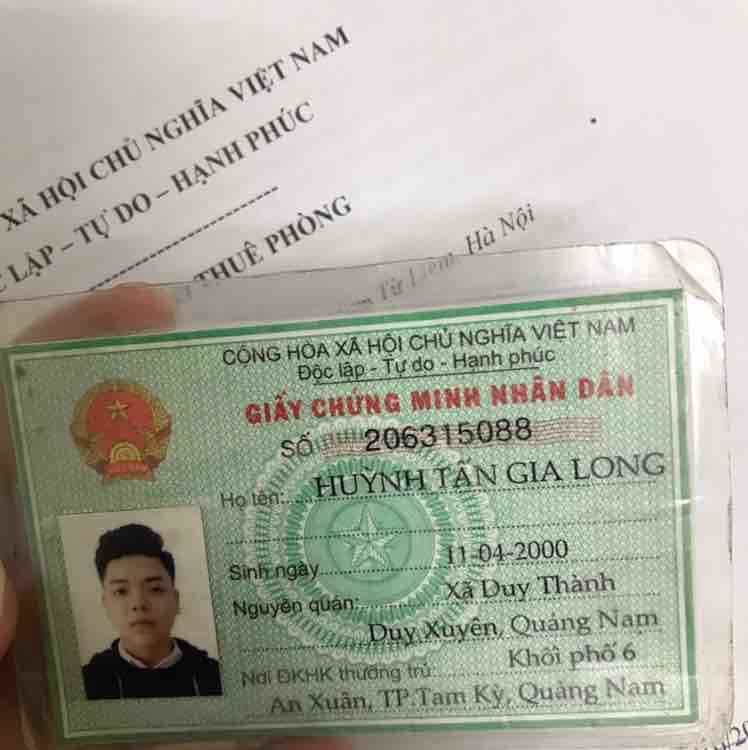 XÃ HỘI CHỦ NGHĨA VIỆT NAM
LẬP – TỰ DO – HẠNH PHÚC
THUÊ PHÒNG
Từ Liêm Hà Nội
CỘNG HÒA XÃ HỘI CHỦ NGHĨA VIỆT NAM
Độc lập - Tự do - Hạnh phúc
GIẤY CHỨNG MINH NHÂN DÂN
SỐ 206315088
Họ tên: HUỲNH TẤN GIA LONG
Sinh ngày 11-04-2000
Nguyên quán: Xã Duy Thành
Duy Xuyên, Quảng Nam
Nơi ĐKHK thường trú: Khối phố 6
An Xuân, TP.Tam Kỳ, Quảng Nam